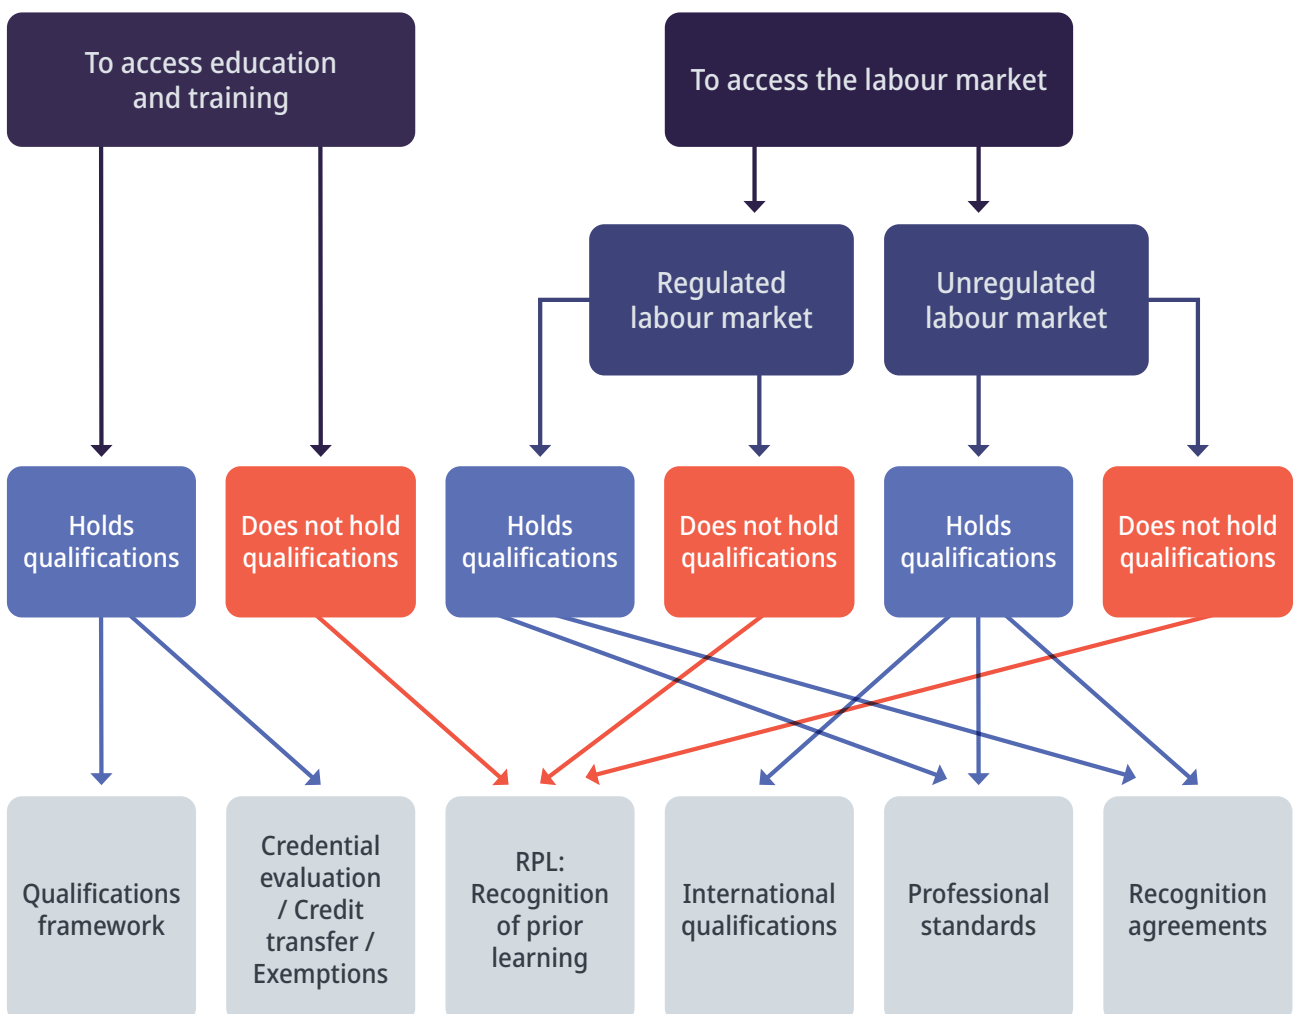 To access education
and training
To access the labour market
Regulated
labour market
Unregulated
labour market
Holds
qualifications
Does not hold
qualifications
Holds
qualifications
Does not hold
qualifications
Holds
qualifications
Does not hold
qualifications
Qualifications
framework
Credential
evaluation
/ Credit
transfer /
Exemptions
RPL:
Recognition
of prior
learning
International
qualifications
Professional
standards
Recognition
agreements